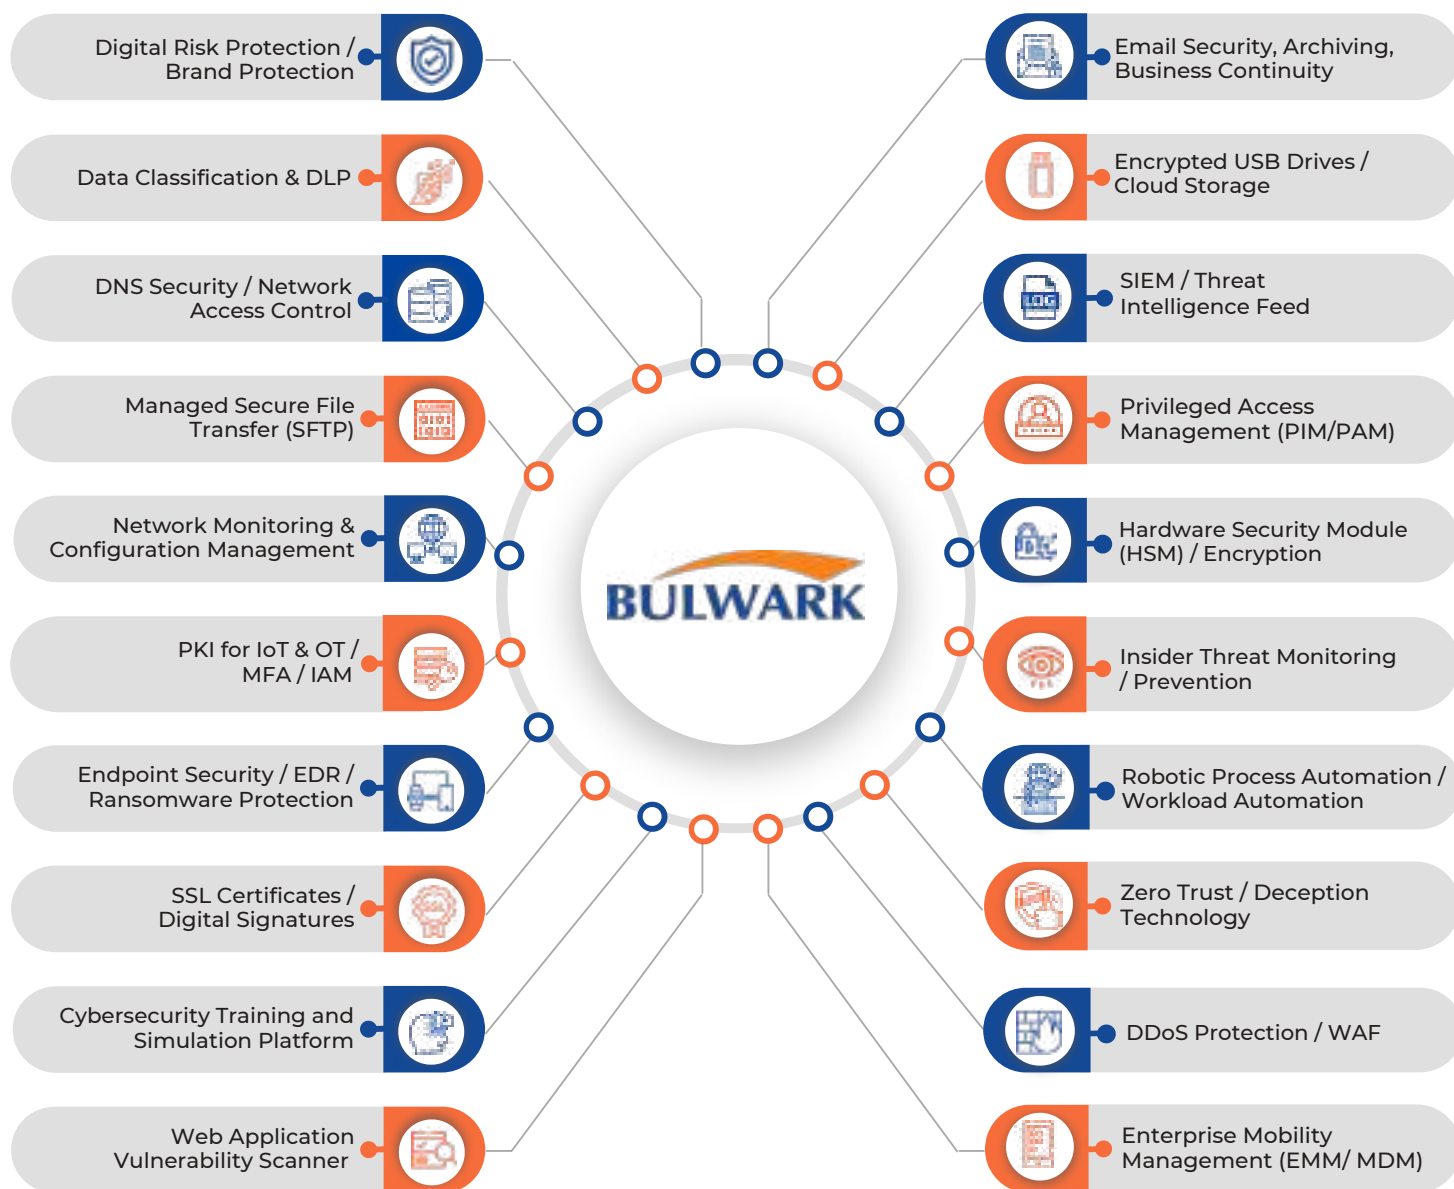 Digital Risk Protection /
Brand Protection
Data Classification & DLP
DNS Security / Network
Access Control
Managed Secure File
Transfer (SFTP)
Network Monitoring &
Configuration Management
PKI for IoT & OT /
MFA / IAM
Endpoint Security / EDR /
Ransomware Protection
SSL Certificates /
Digital Signatures
Cybersecurity Training and
Simulation Platform
Web Application
Vulnerability Scanner
BULWARK
Email Security, Archiving,
Business Continuity
Encrypted USB Drives /
Cloud Storage
SIEM / Threat
Intelligence Feed
LOG
Privileged Access
Management (PIM/PAM)
Hardware Security Module
(HSM) / Encryption
Insider Threat Monitoring
/ Prevention
Robotic Process Automation /
Workload Automation
Zero Trust / Deception
Technology
DDoS Protection / WAF
Enterprise Mobility
Management (EMM/ MDM)